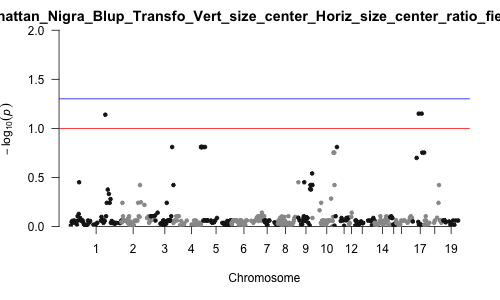 nattan_Nigra_Blup_Transfo_Vert_size_center_Horiz_size_center_ratio_fie
2.0
1.5
1.0
0.5
0.0
− log10(p)
1 2 3 4 5 6 7 8 9 10 12 14 17 19
Chromosome